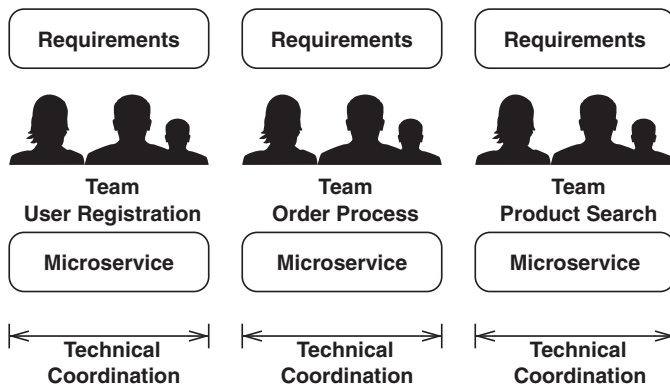 Requirements
Requirements
Requirements
Team
User Registration
Team
Order Process
Team
Product Search
Microservice
Microservice
Microservice
Technical
Coordination
Technical
Coordination
Technical
Coordination